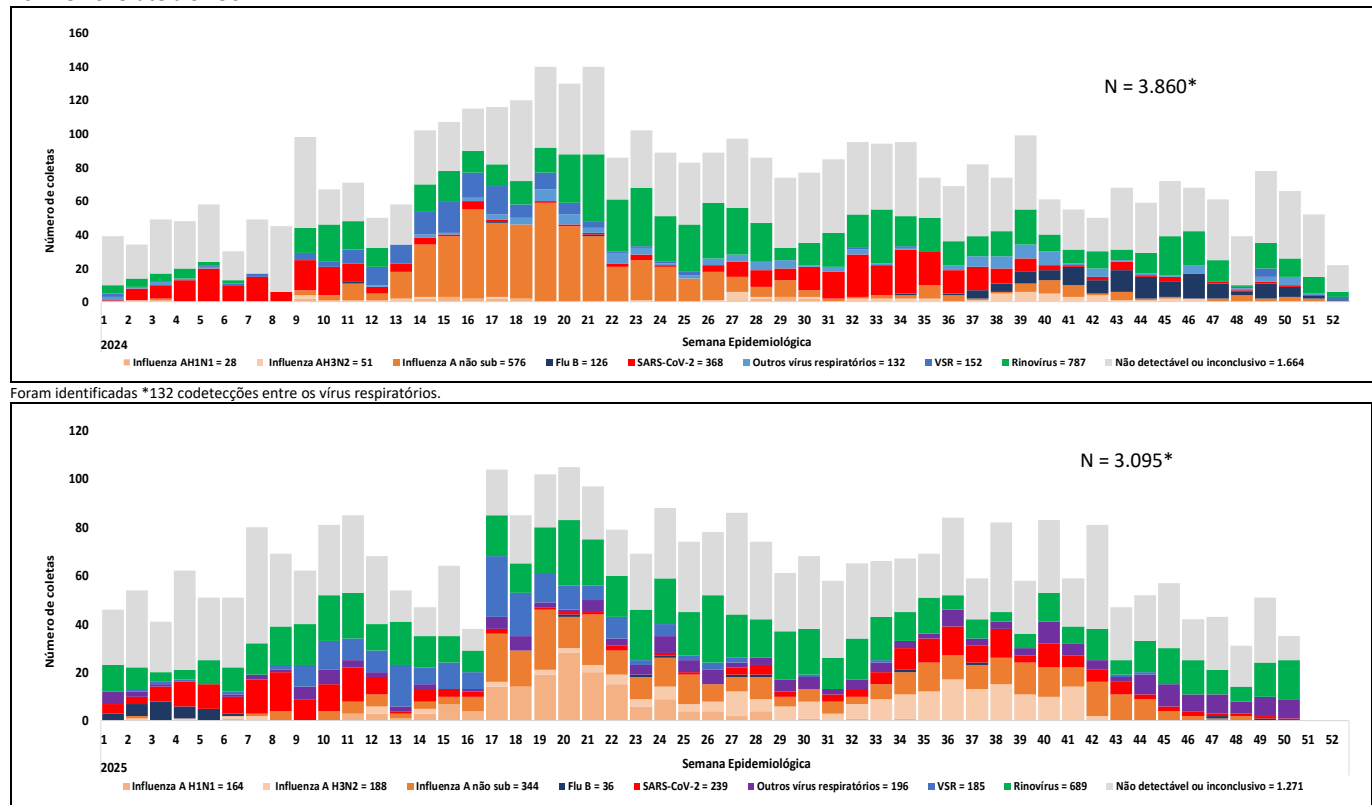 160
140
120
100
80
60
40
20
0
Número de coletas
N = 3.860*
1 2 3 4 5 6 7 8 9 10 11 12 13 14 15 16 17 18 19 20 21 22 23 24 25 26 27 28 29 30 31 32 33 34 35 36 37 38 39 40 41 42 43 44 45 46 47 48 49 50 51 52
2024
Semana Epidemiológica
Influenza AH1N1 = 28 Influenza AH3N2 = 51 Influenza A não sub = 576 Flu B = 126 SARS-CoV-2 = 368 Outros vírus respiratórios = 132 VSR = 152 Rinovírus = 787 Não detectável ou inconclusivo = 1.664
Foram identificadas *132 codetecções entre os vírus respiratórios.
120
100
80
60
40
20
0
Número de coletas
N = 3.095*
1 2 3 4 5 6 7 8 9 10 11 12 13 14 15 16 17 18 19 20 21 22 23 24 25 26 27 28 29 30 31 32 33 34 35 36 37 38 39 40 41 42 43 44 45 46 47 48 49 50 51 52
2025
Semana Epidemiológica
Influenza A H1N1 = 164 Influenza A H3N2 = 188 Influenza A não sub = 344 Flu B = 36 SARS-CoV-2 = 239 Outros vírus respiratórios = 196 VSR = 185 Rinovírus = 689 Não detectável ou inconclusivo = 1.271